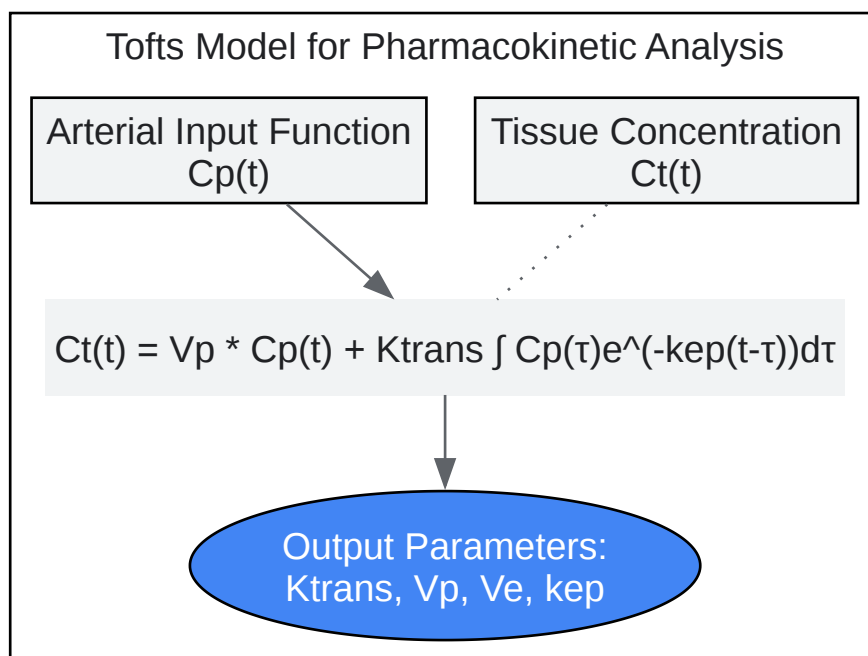 Tofts Model for Pharmacokinetic Analysis
Arterial Input Function
Cp(t)
Tissue Concentration
Ct(t)
Ct(t) = Vp * Cp(t) + Ktrans ∫ Cp(τ)e^(-kep(t-τ))dτ
Output Parameters:
Ktrans, Vp, Ve, kep